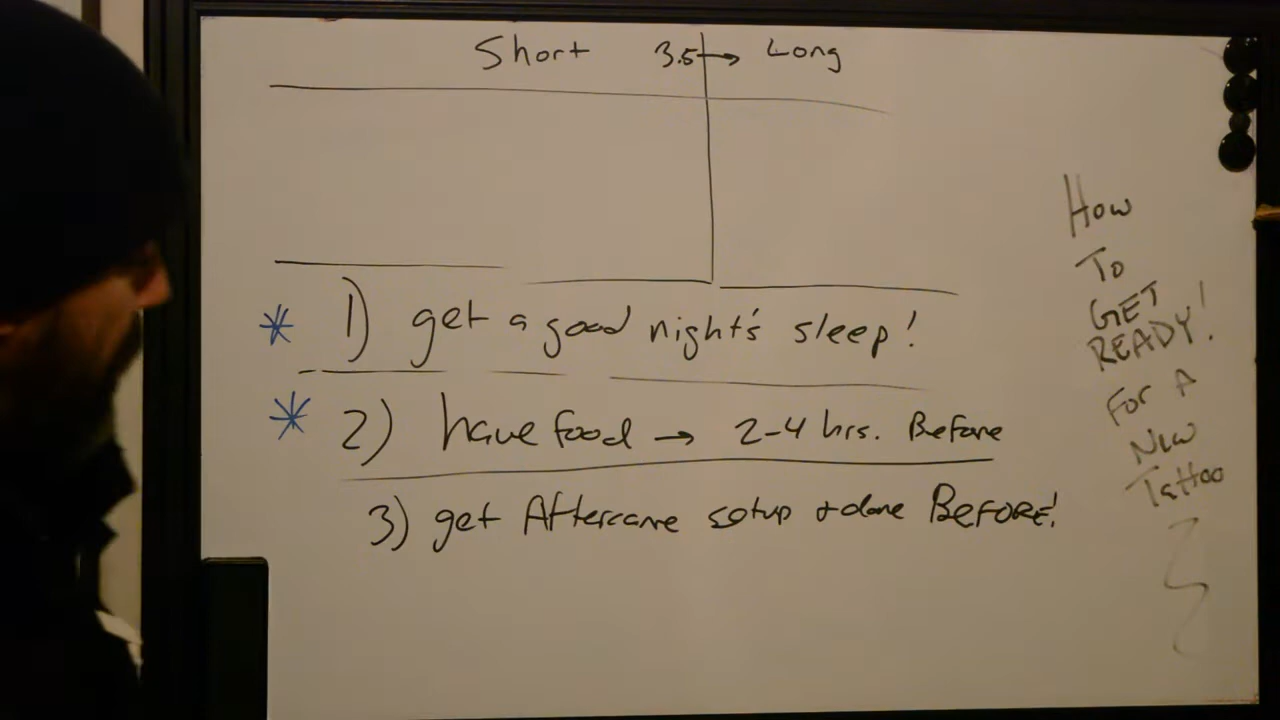 Short 3.5→ Long
* 1) get a good night's sleep!
* 2) have food → 2-4 hrs. Before
3) get Aftercare setup + done BEFORE!
How
To
GET
READY!
For A
New
Tattoo